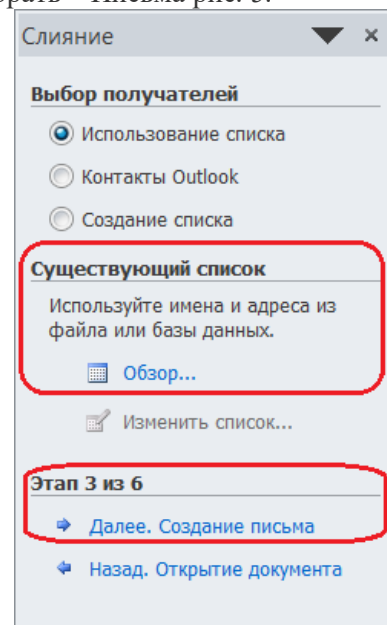 Письма рис. 3.
Слияние
Выбор получателей
Использование списка
Контакты Outlook
Создание списка
Существующий список
Используйте имена и адреса из
файла или базы данных.
Обзор...
Изменить список...
Этап 3 из 6
Далее. Создание письма
Назад. Открытие документа